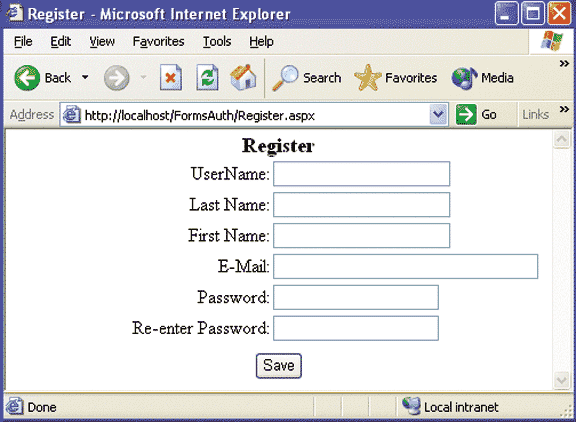 Register - Microsoft Internet Explorer
File Edit View Favorites Tools Help
Back Search Favorites Media »
Address http://localhost/FormsAuth/Register.aspx Go Links »
Register
UserName:
Last Name:
First Name:
E-Mail:
Password:
Re-enter Password:
Save
Done Local intranet